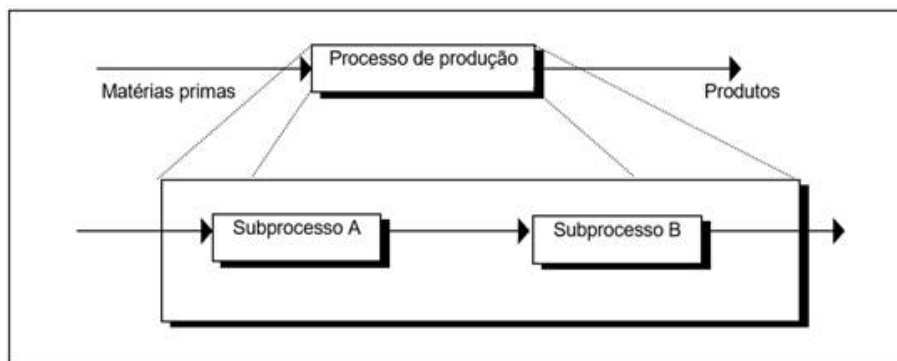 Processo de produção
Matérias primas
Produtos
Subprocesso A
Subprocesso B